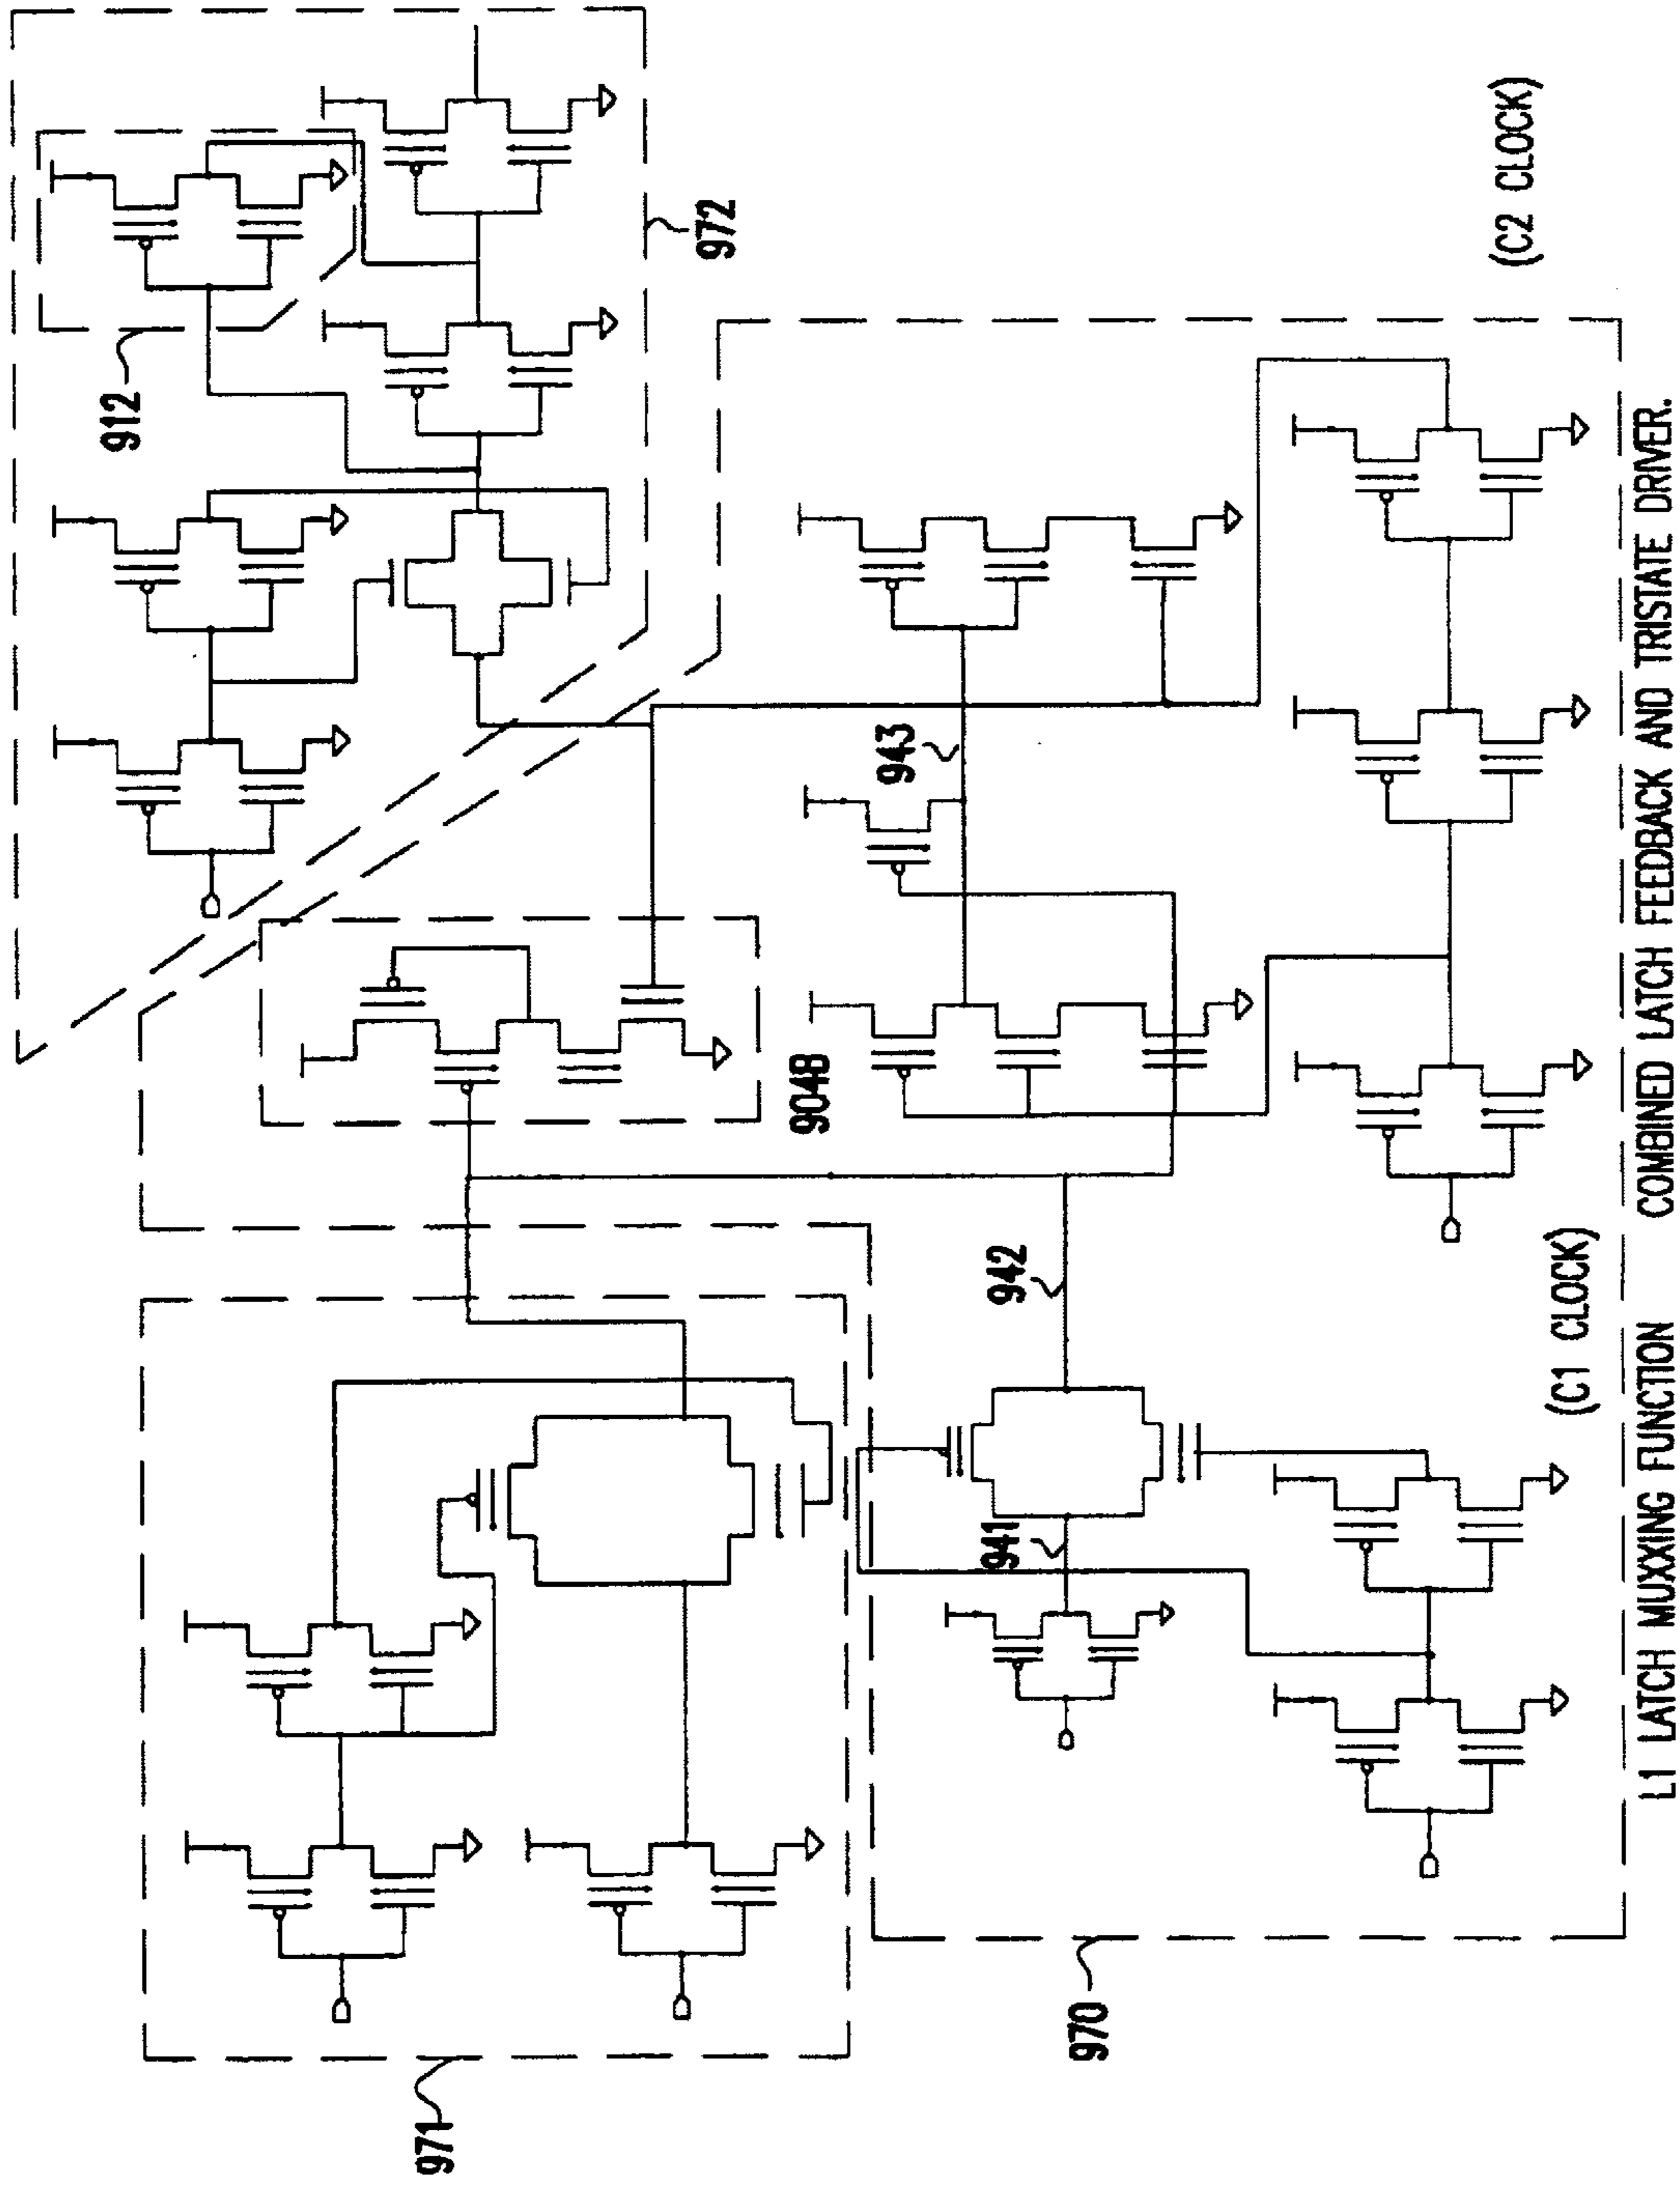 912
972
943
904B
942
941
971
970
(C2 CLOCK)
(C1 CLOCK)
L1 LATCH MUXXING FUNCTION
COMBINED LATCH FEEDBACK AND TRISTATE DRIVER.